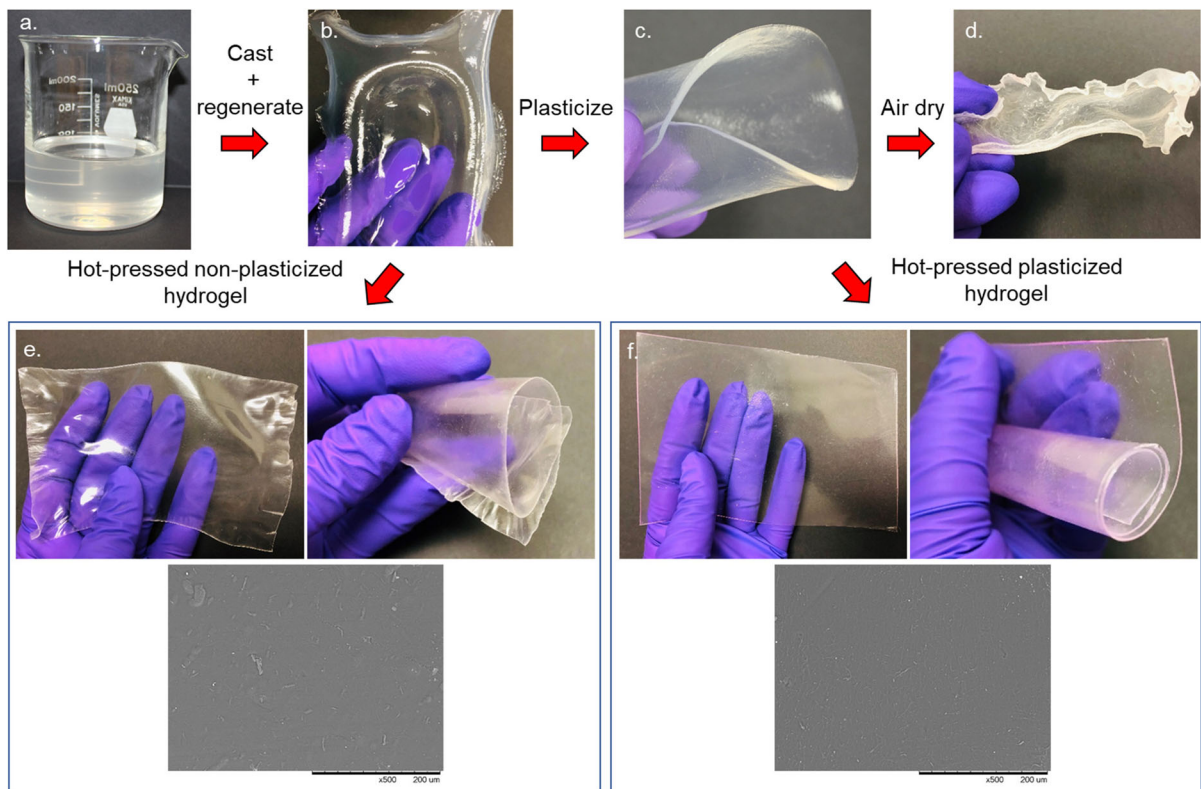 a.
Cast
+
regenerate
b.
Plasticize
c.
Air dry
d.
200ml
250ml
KIMAX
150
Hot-pressed non-plasticized
hydrogel
Hot-pressed plasticized
hydrogel
e.
f.
x500 200 um
x500 200 um